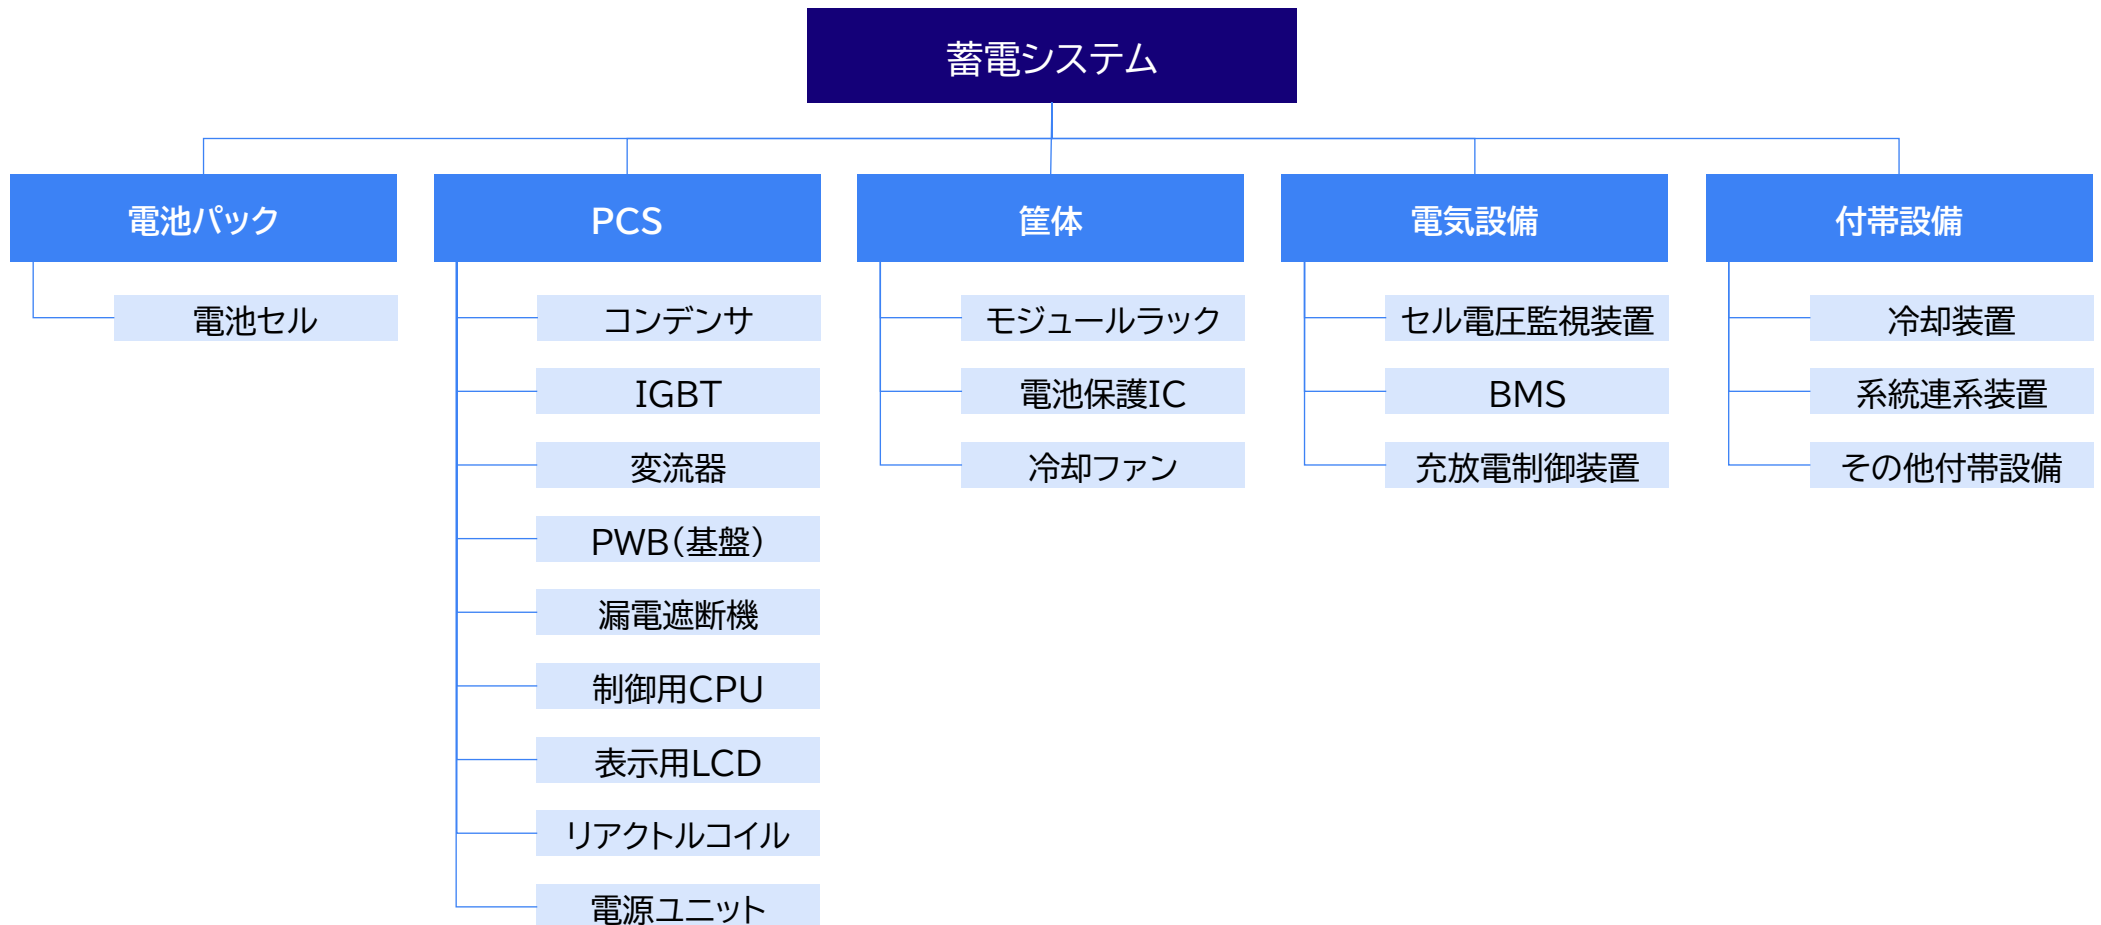 蓄電システム
電池パック
電池セル
PCS
コンデンサ
IGBT
変流器
PWB(基盤)
漏電遮断機
制御用CPU
表示用LCD
リアクトルコイル
電源ユニット
筐体
モジュールラック
電池保護IC
冷却ファン
電気設備
セル電圧監視装置
BMS
充放電制御装置
付帯設備
冷却装置
系統連系装置
その他付帯設備